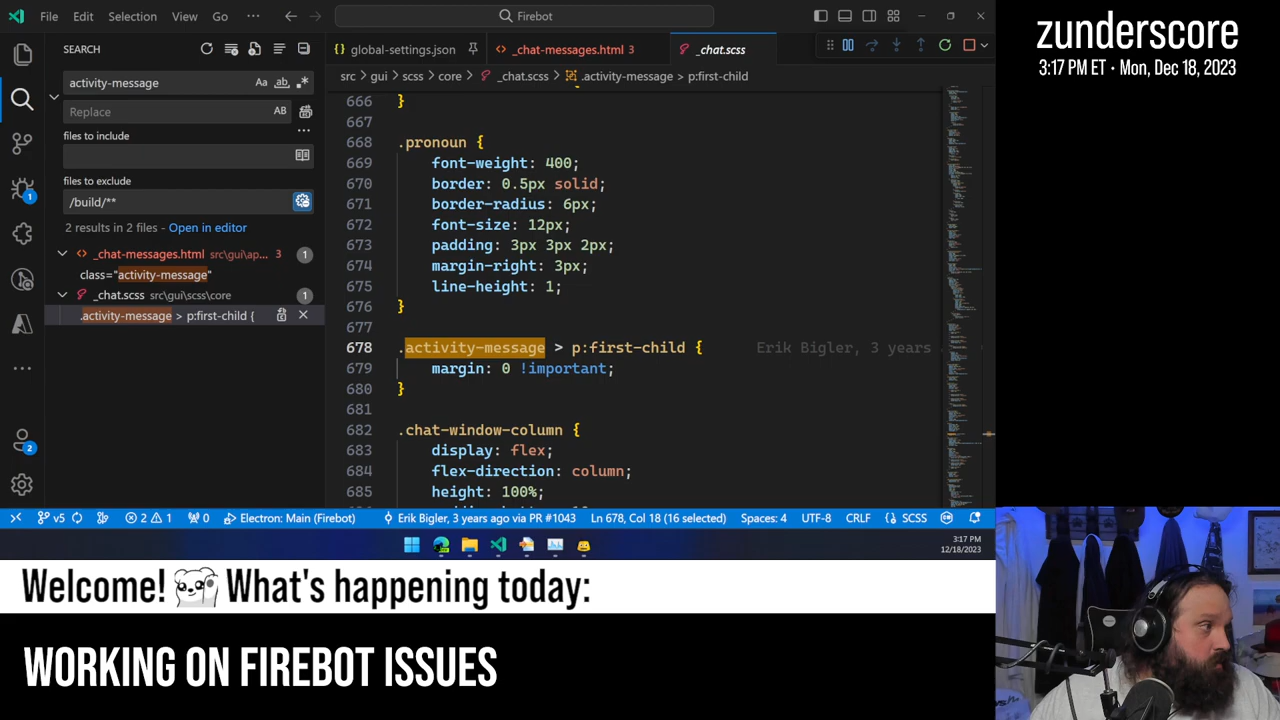 File Edit Selection View Go ··· Firebot
SEARCH
activity-message Aa ab
Replace AB
files to include
files to exclude
/build/**
2 results in 2 files - Open in editor
_chat-messages.html src\gui\ap... 3 1
class="activity-message"
_chat.scss src\gui\scss\core 1
.activity-message > p:first-child {
1
2
global-settings.json _chat-messages.html 3 _chat.scss
src > gui > scss > core > _chat.scss > .activity-message > p:first-child
666 }
667
668 .pronoun {
669 font-weight: 400;
670 border: 0.5px solid;
671 border-radius: 6px;
672 font-size: 12px;
673 padding: 3px 3px 2px;
674 margin-right: 3px;
675 line-height: 1;
676 }
677
678 .activity-message > p:first-child { Erik Bigler, 3 years
679 margin: 0 !important;
680 }
681
682 .chat-window-column {
683 display: flex;
684 flex-direction: column;
685 height: 100%;
v5 2 1 0 Electron: Main (Firebot) Erik Bigler, 3 years ago via PR #1043 Ln 678, Col 18 (16 selected) Spaces: 4 UTF-8 CRLF {} SCSS
3:17 PM
12/18/2023
zunderscore
3:17 PM ET • Mon, Dec 18, 2023
Welcome! What's happening today:
WORKING ON FIREBOT ISSUES